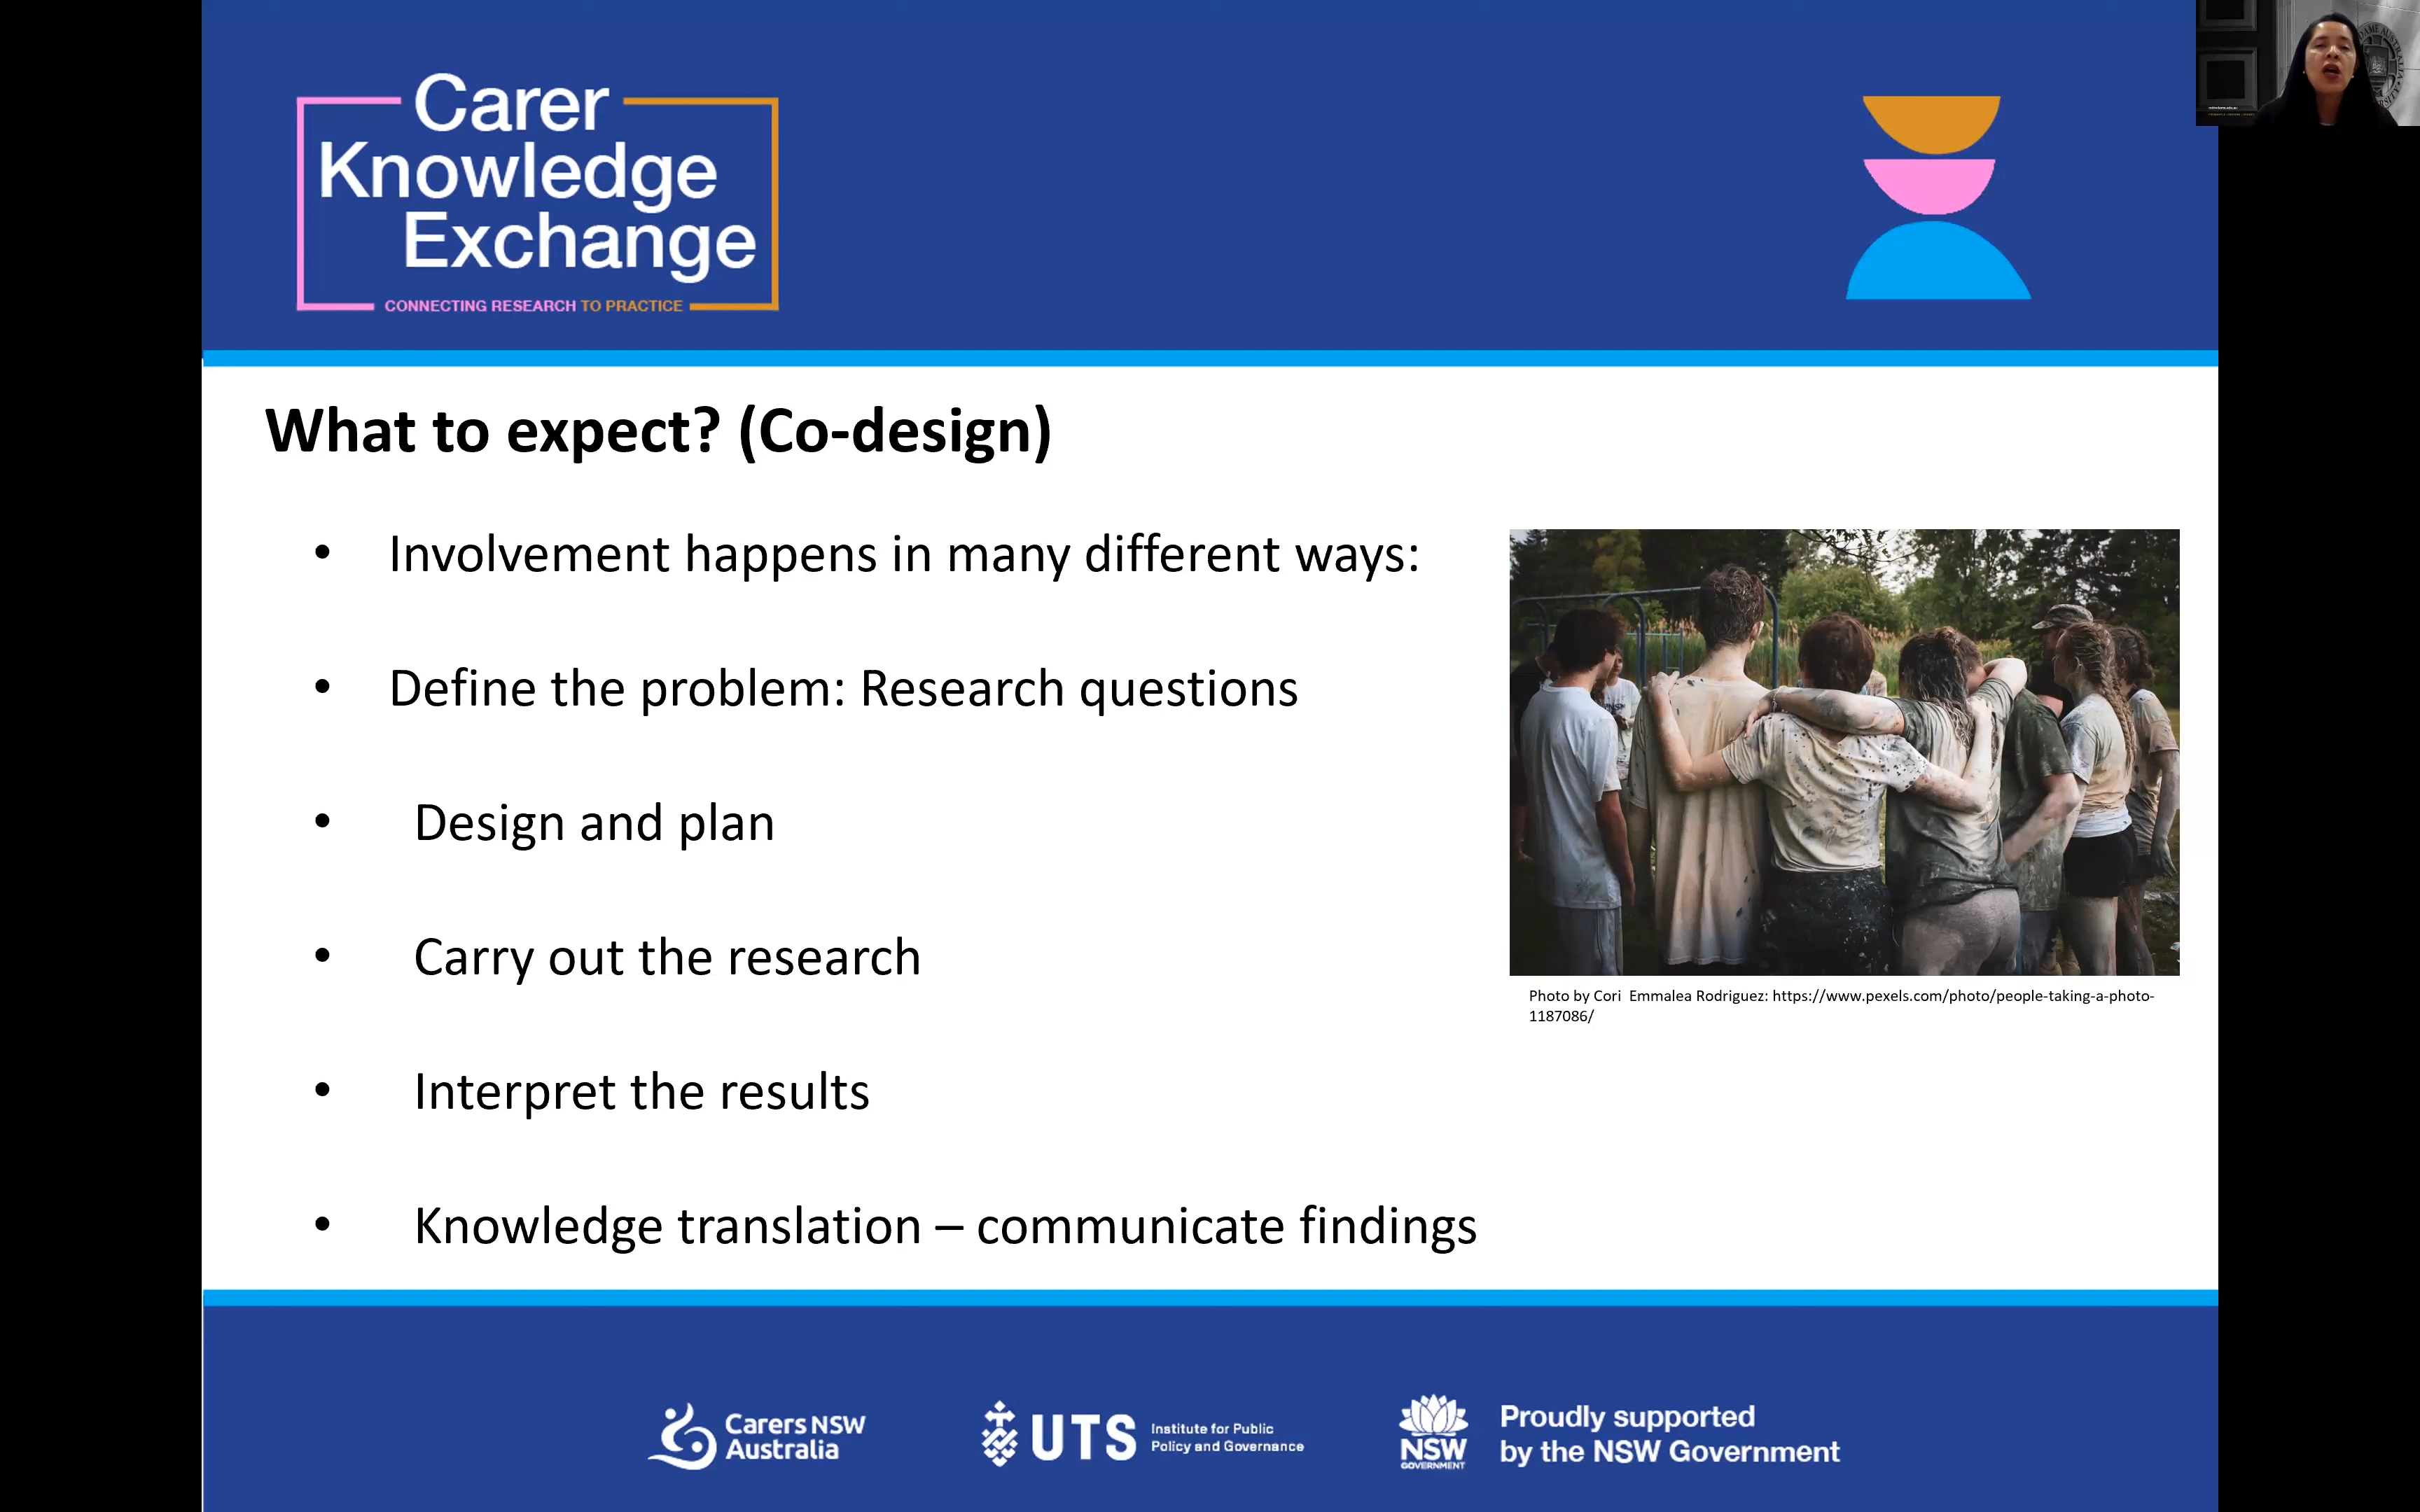 Carer
Knowledge
Exchange
CONNECTING RESEARCH TO PRACTICE
What to expect? (Co-design)
• Involvement happens in many different ways:
• Define the problem: Research questions
• Design and plan
• Carry out the research
• Interpret the results
• Knowledge translation – communicate findings
Photo by Cori Emmalea Rodriguez: https://www.pexels.com/photo/people-taking-a-photo-
1187086/
Carers NSW
Australia
UTS
Institute for Public
Policy and Governance
NSW
GOVERNMENT
Proudly supported
by the NSW Government